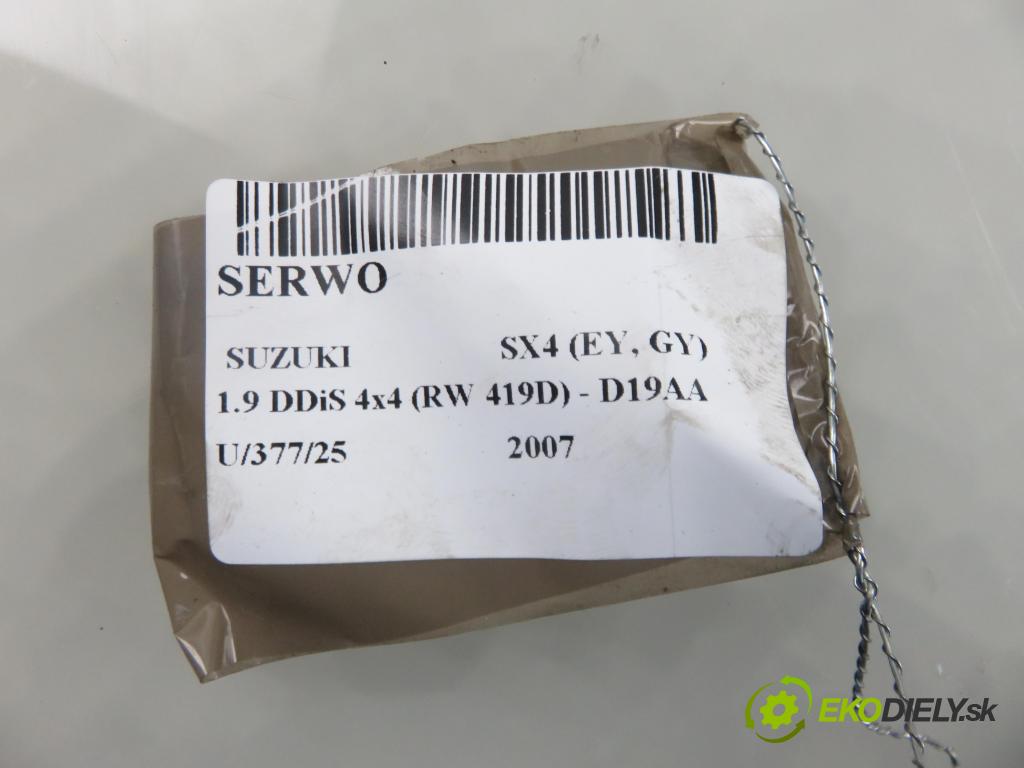 SERWO
SUZUKI SX4 (EY, GY)
1.9 DDiS 4x4 (RW 419D) - D19AA
U/377/25 2007
EKODIELY.sk